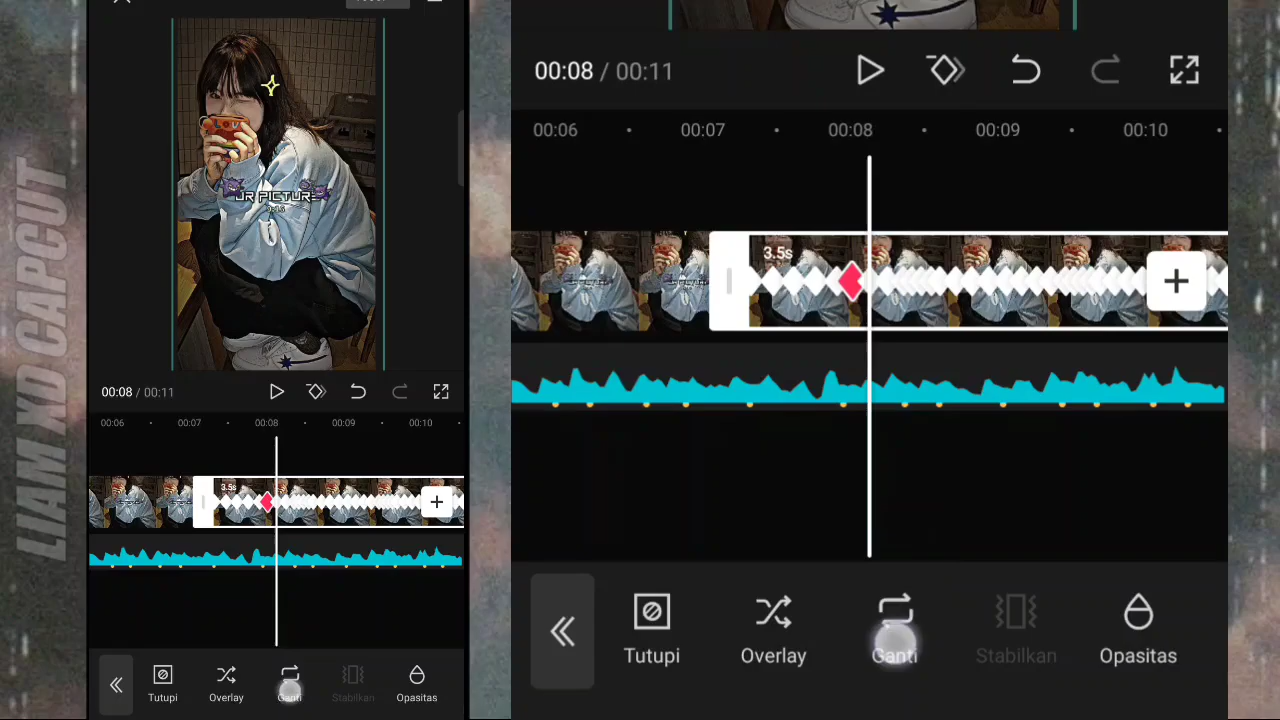 LIAM XD CAPCUT
UR PICTURE
00:08 / 00:11
00:06
00:07
00:08
00:09
00:10
3.5s
Tutupi
Overlay
Ganti
Stabilkan
Opasitas
00:08 / 00:11
00:06
00:07
00:08
00:09
00:10
3.5s
Tutupi
Overlay
Ganti
Stabilkan
Opasitas